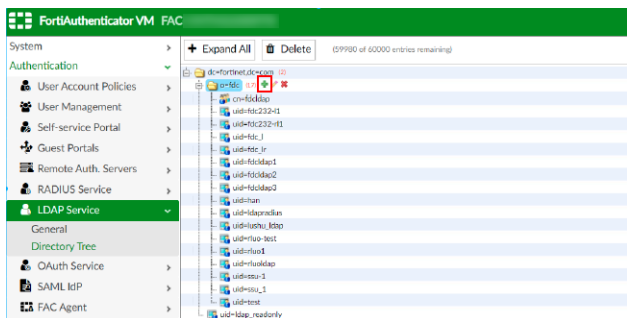 FortiAuthenticator VM FAC
System
Authentication
User Account Policies
User Management
Self-service Portal
Guest Portals
Remote Auth. Servers
RADIUS Service
LDAP Service
General
Directory Tree
OAuth Service
SAML IdP
FAC Agent
+ Expand All Delete (59980 of 60000 entries remaining)
dc=fortinet,dc=com (2)
o=fdc (17)
cn=fdcldap
uid=fdc232-l1
uid=fdc232-rl1
uid=fdc_l
uid=fdc_lr
uid=fdcldap1
uid=fdcldap2
uid=fdcldap3
uid=han
uid=ldapradius
uid=lushu_ldap
uid=rluo-test
uid=rluo1
uid=rluoldap
uid=ssu-1
uid=ssu_1
uid=test
uid=ldap_readonly